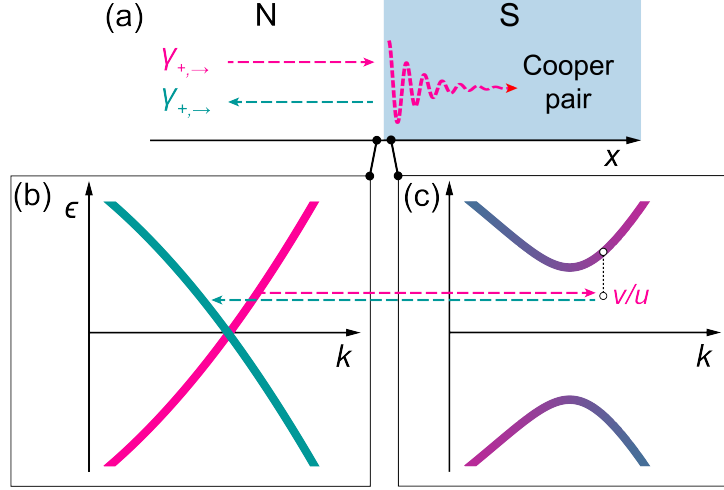 (a) N S
γ+,→
γ+,→
Cooper
pair
x
(b) ϵ k
(c) v/u k